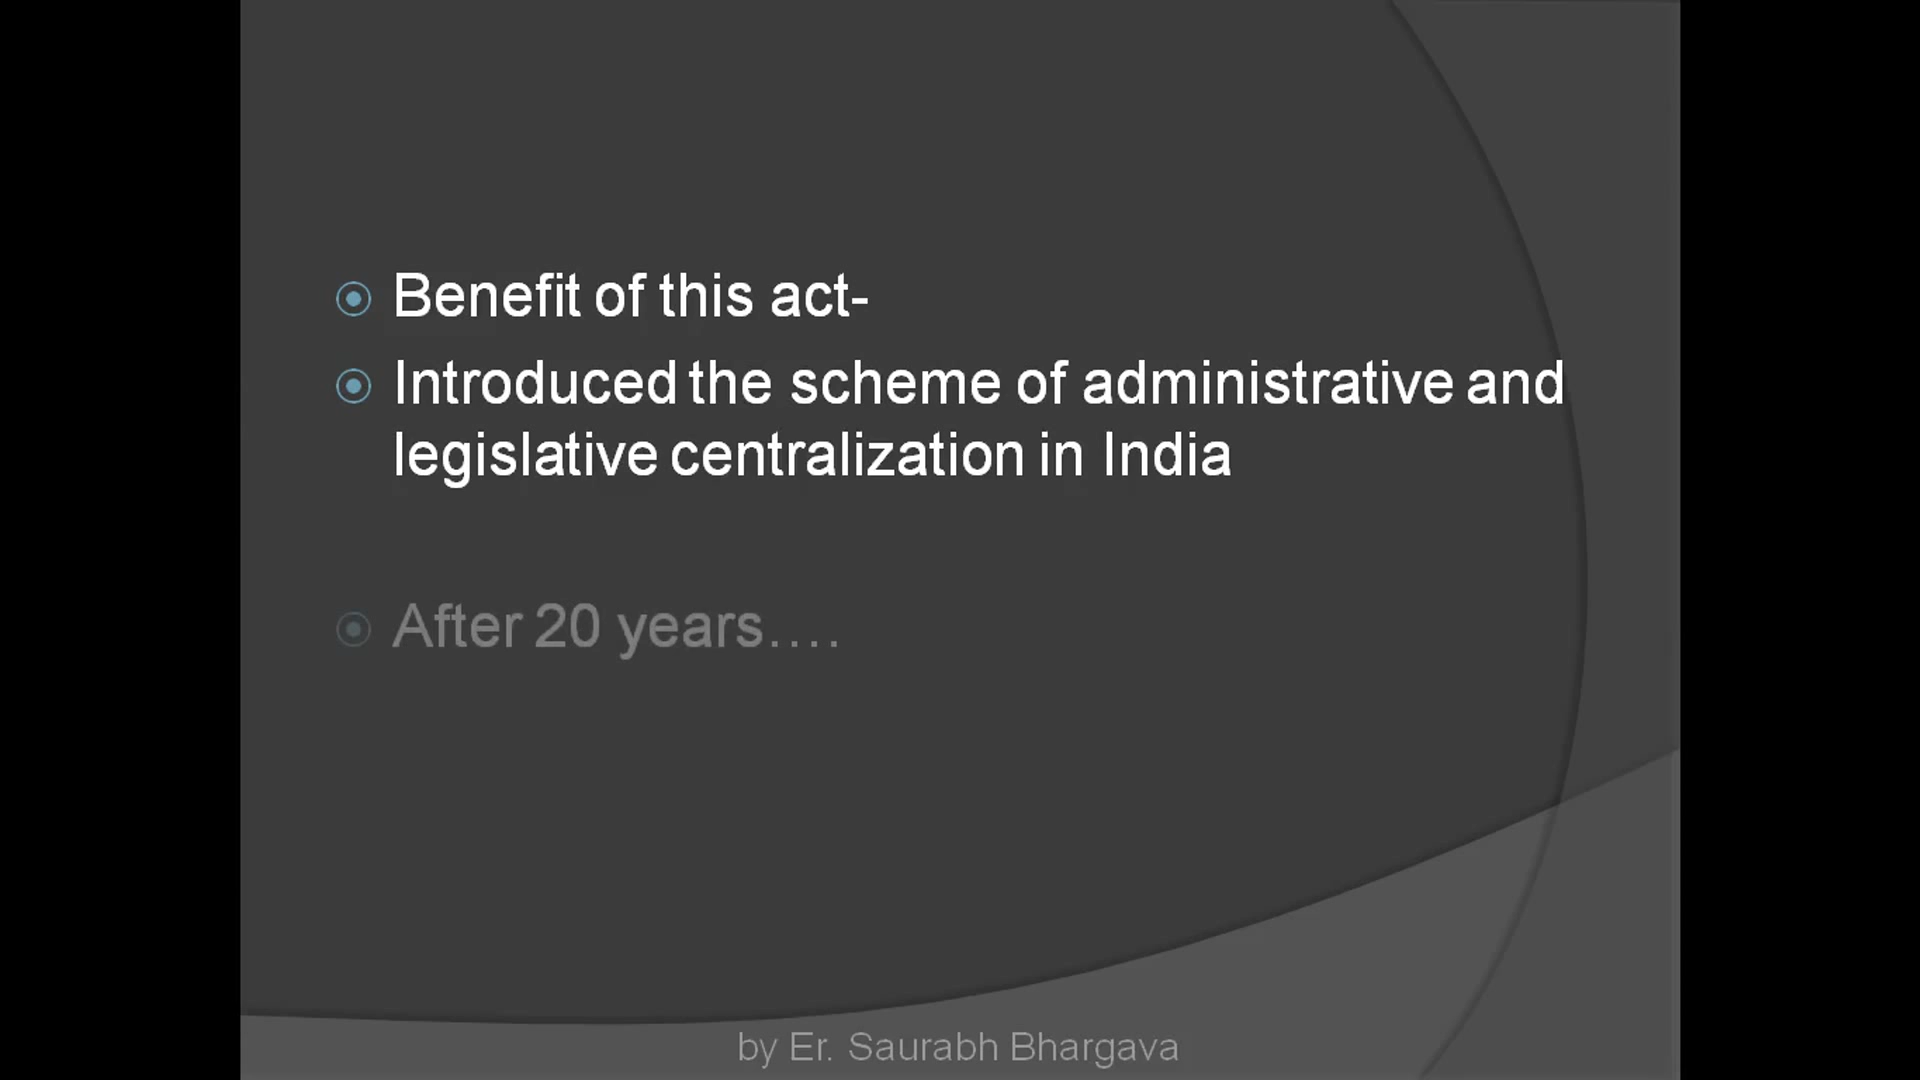 Benefit of this act-
Introduced the scheme of administrative and
legislative centralization in India
After 20 years....
by Er. Saurabh Bhargava